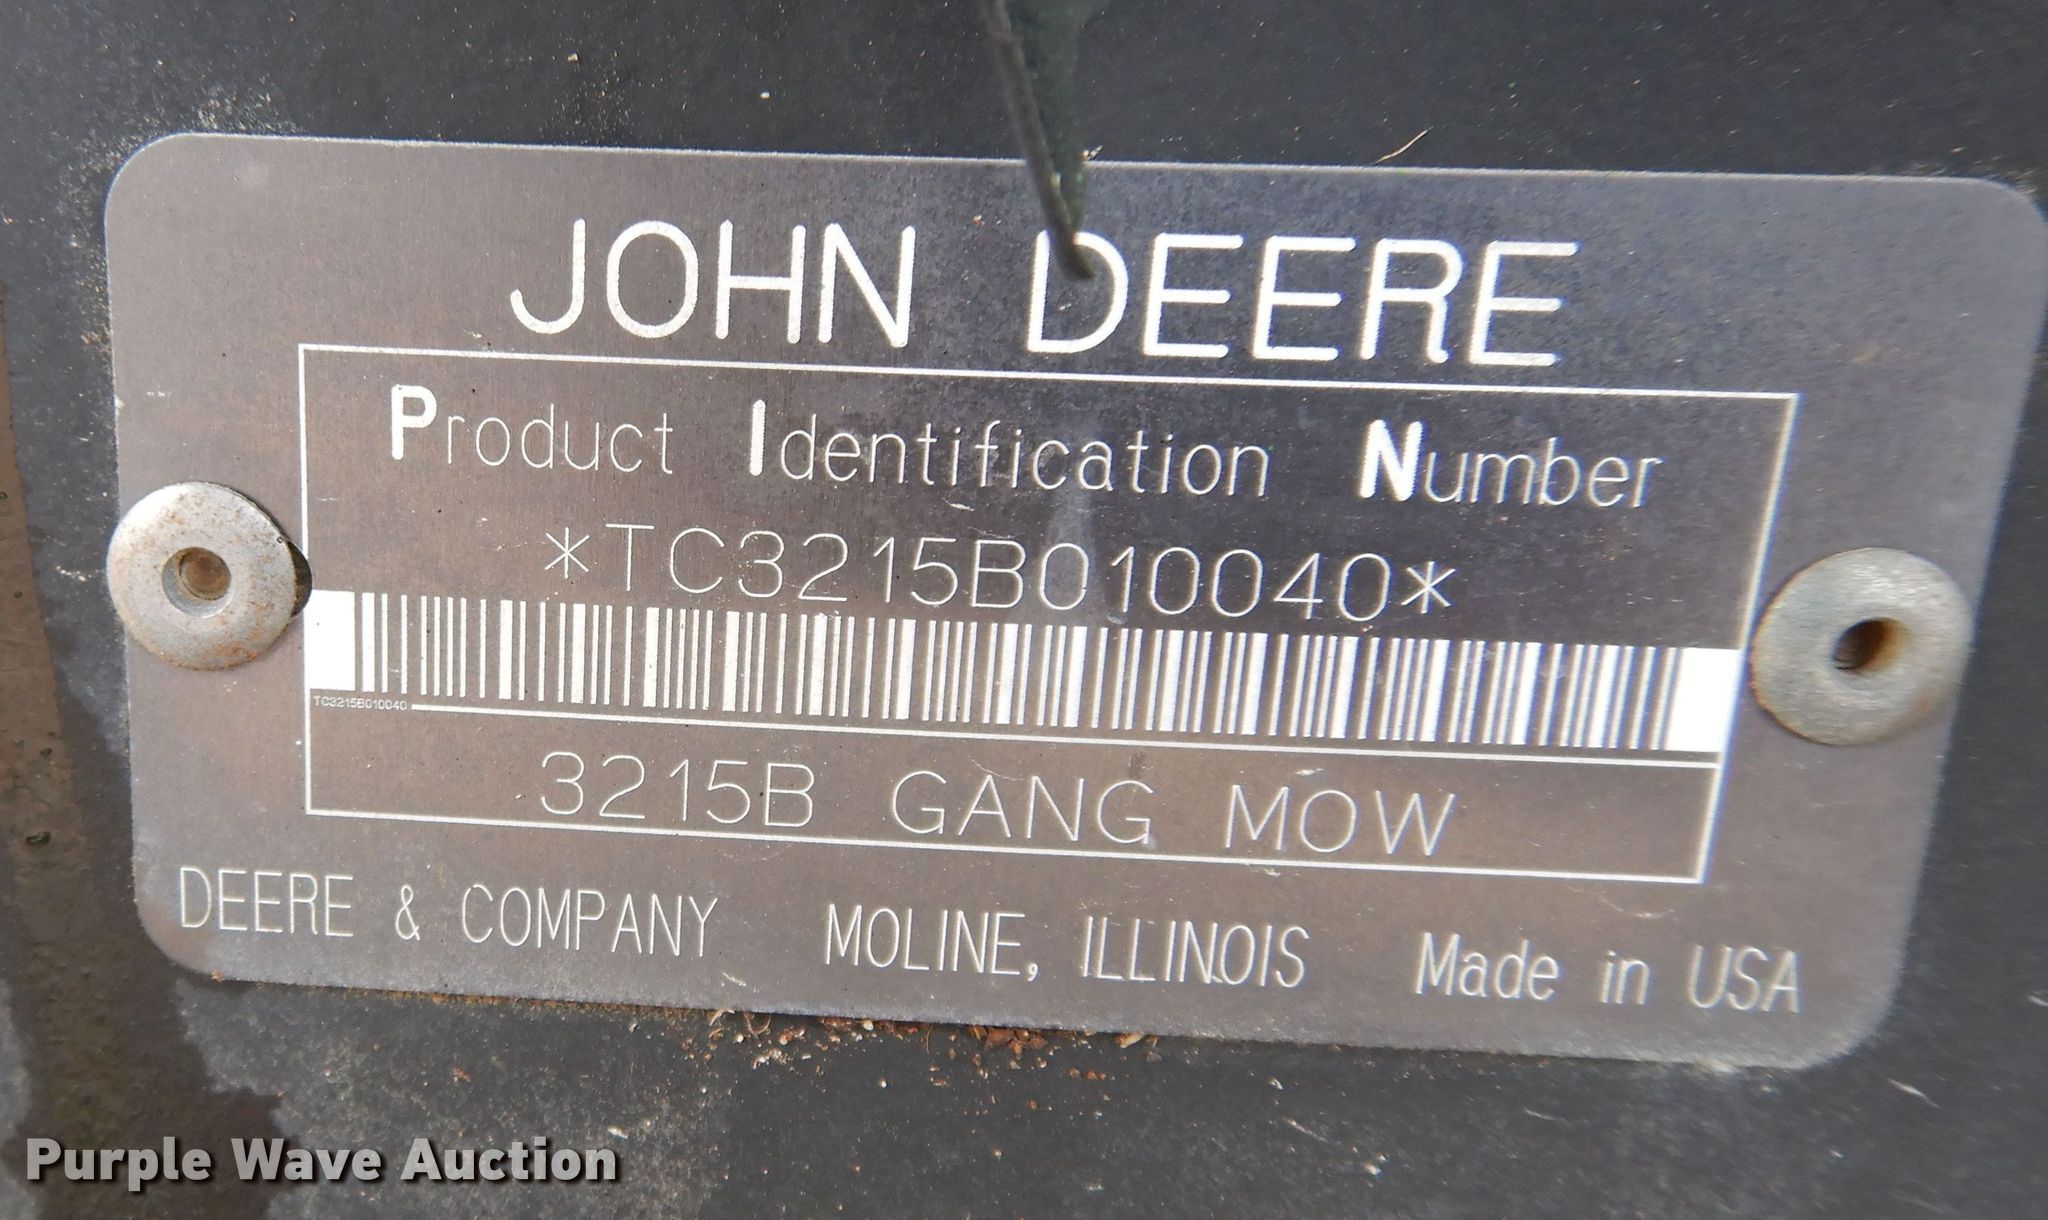 JOHN DEERE
Product Identification Number
*TC3215B010040*
TC3215B010040
3215B GANG MOW
DEERE & COMPANY MOLINE, ILLINOIS Made in USA
Purple Wave Auction